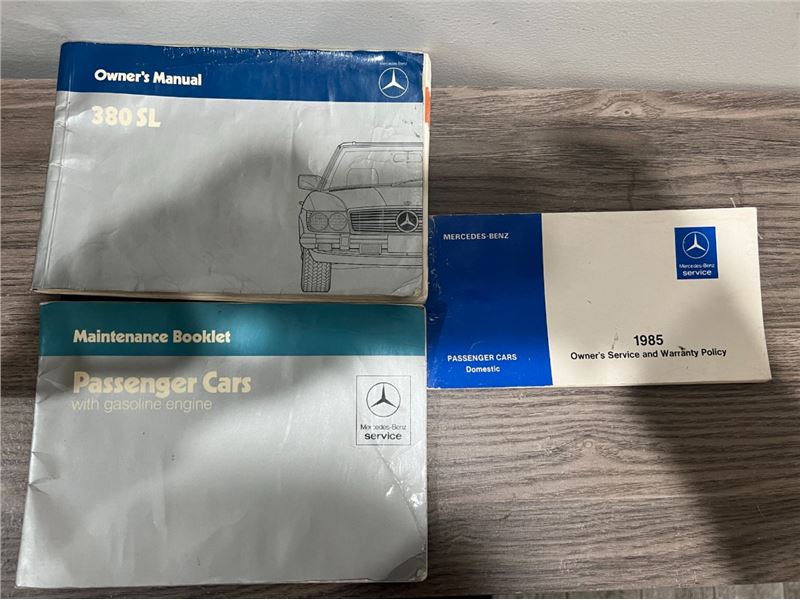 Owner's Manual
Mercedes-Benz
380 SL
MERCEDES-BENZ
Mercedes-Benz
service
1985
Owner's Service and Warranty Policy
PASSENGER CARS
Domestic
Maintenance Booklet
Passenger Cars
with gasoline engine
Mercedes-Benz
service